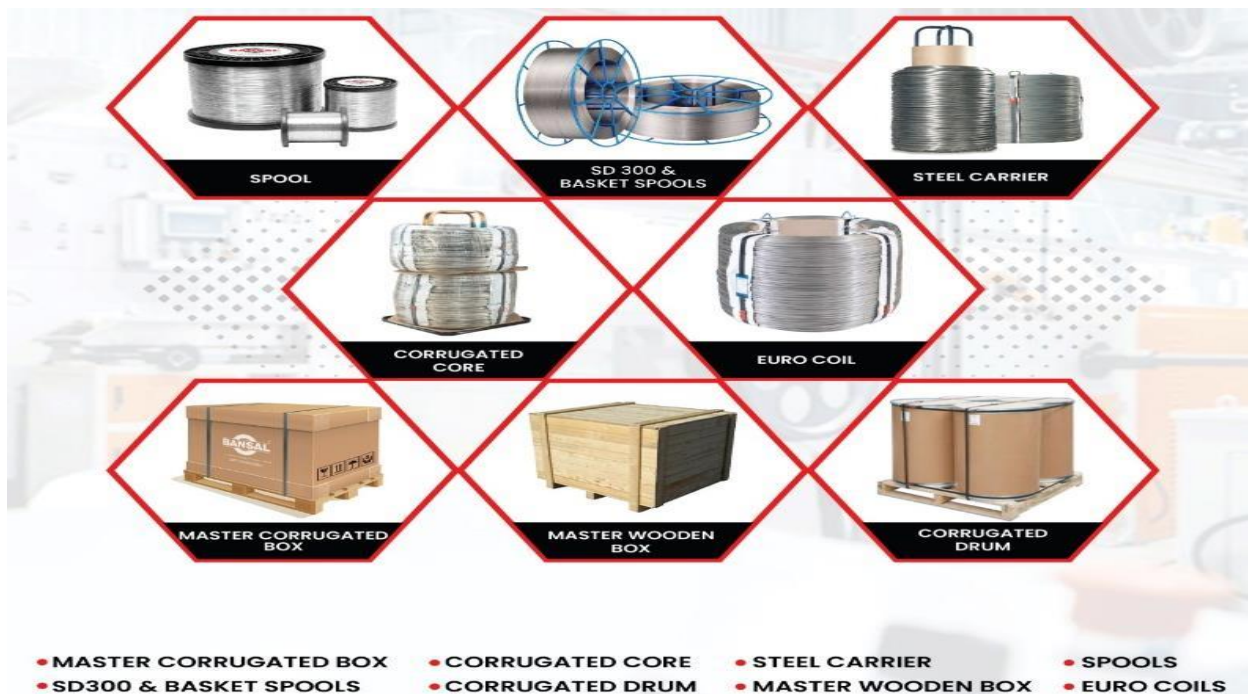 BANSAL
SPOOL
SD 300 &
BASKET SPOOLS
STEEL CARRIER
CORRUGATED
CORE
EURO COIL
BANSAL
MASTER CORRUGATED
BOX
MASTER WOODEN
BOX
CORRUGATED
DRUM
• MASTER CORRUGATED BOX • CORRUGATED CORE • STEEL CARRIER • SPOOLS
• SD300 & BASKET SPOOLS • CORRUGATED DRUM • MASTER WOODEN BOX • EURO COILS